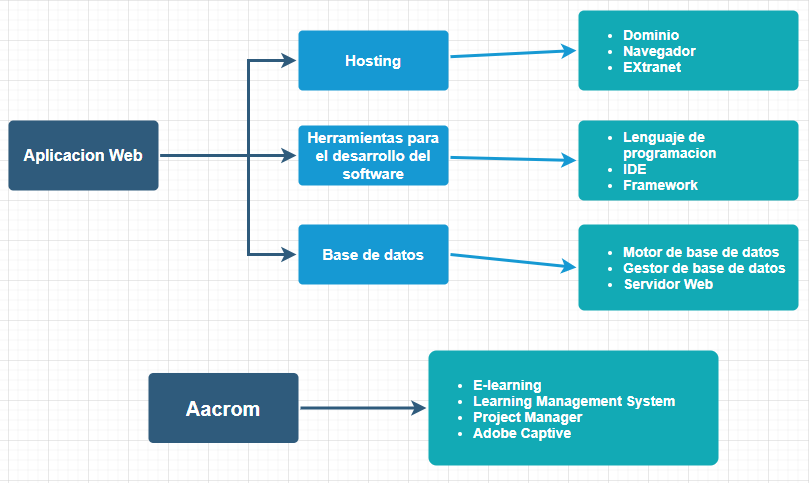 Aplicacion Web
Hosting
• Dominio
• Navegador
• EXtranet
Herramientas para
el desarrollo del
software
• Lenguaje de
programacion
• IDE
• Framework
Base de datos
• Motor de base de datos
• Gestor de base de datos
• Servidor Web
Aacrom
• E-learning
• Learning Management System
• Project Manager
• Adobe Captive